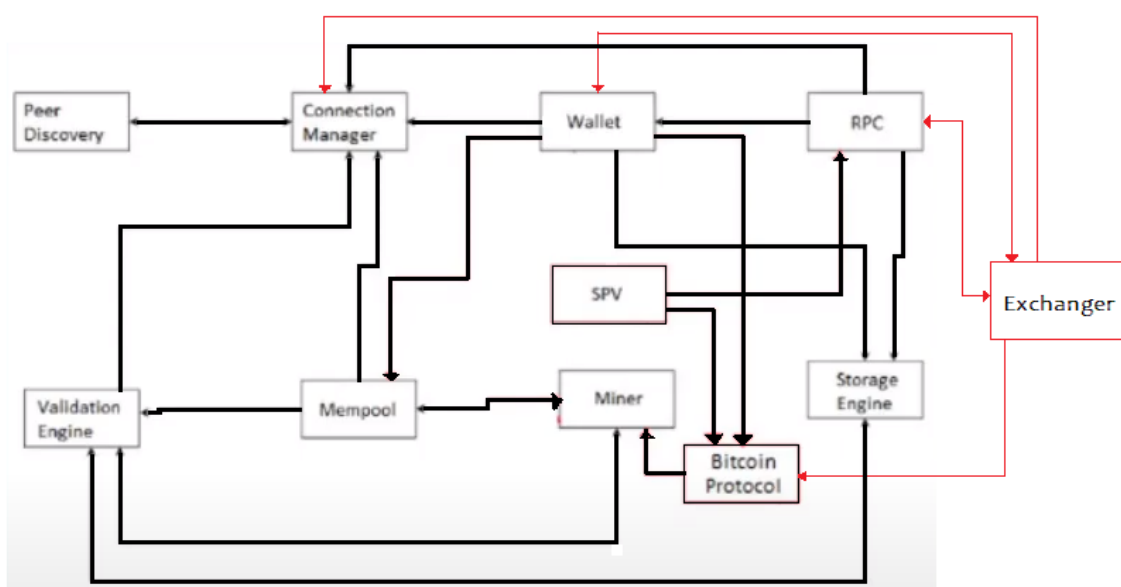 Peer
Discovery
Connection
Manager
Wallet
RPC
SPV
Exchanger
Validation
Engine
Mempool
Miner
Storage
Engine
Bitcoin
Protocol